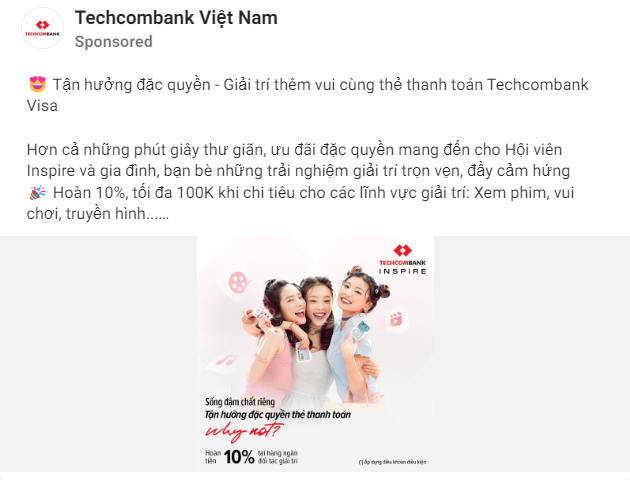 TECHCOMBANK
Techcombank Việt Nam
Sponsored
😍 Tận hưởng đặc quyền - Giải trí thêm vui cùng thẻ thanh toán Techcombank
Visa
Hơn cả những phút giây thư giãn, ưu đãi đặc quyền mang đến cho Hội viên
Inspire và gia đình, bạn bè những trải nghiệm giải trí trọn vẹn, đầy cảm hứng
🎉 Hoàn 10%, tối đa 100K khi chi tiêu cho các lĩnh vực giải trí: Xem phim, vui
chơi, truyền hình...…
TECHCOMBANK
INSPIRE
Sống đậm chất riêng
Tận hưởng đặc quyền thẻ thanh toán
why not?
Hoàn tiền 10% tại hàng ngàn đối tác giải trí
(*) Áp dụng điều khoản điều kiện